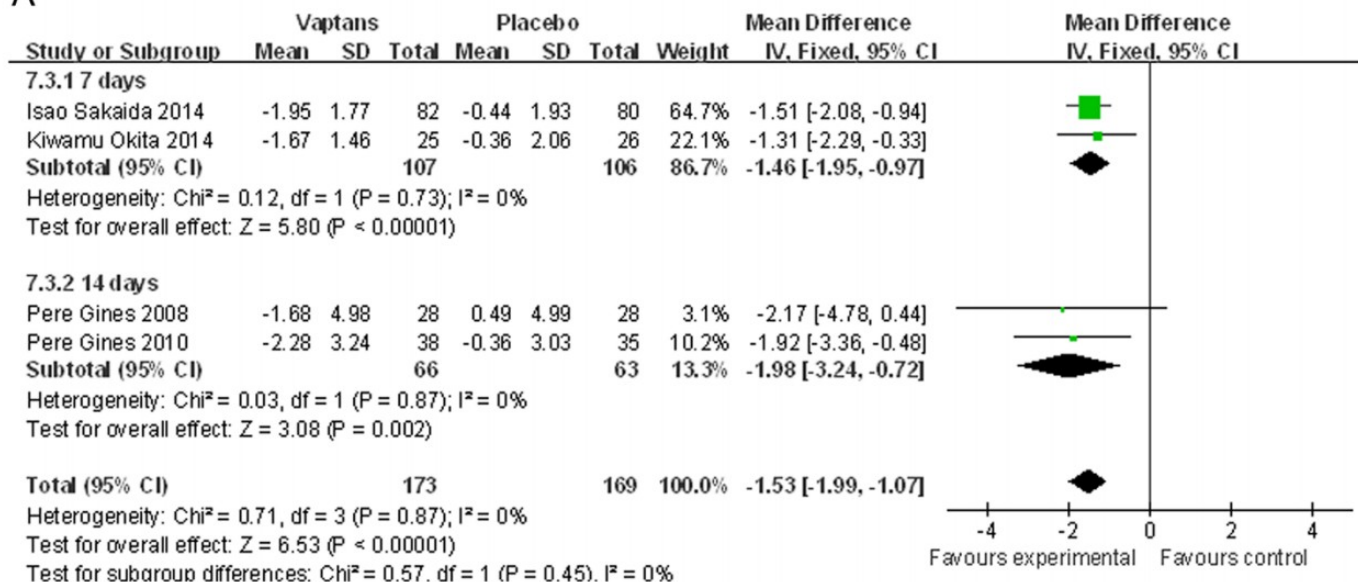 A
Vaptans Placebo Mean Difference Mean Difference
Study or Subgroup Mean SD Total Mean SD Total Weight IV, Fixed, 95% CI IV, Fixed, 95% CI
7.3.1 7 days
Isao Sakaida 2014 -1.95 1.77 82 -0.44 1.93 80 64.7% -1.51 [-2.08, -0.94]
Kiwamu Okita 2014 -1.67 1.46 25 -0.36 2.06 26 22.1% -1.31 [-2.29, -0.33]
Subtotal (95% CI) 107 106 86.7% -1.46 [-1.95, -0.97]
Heterogeneity: Chi² = 0.12, df = 1 (P = 0.73); I² = 0%
Test for overall effect: Z = 5.80 (P < 0.00001)
7.3.2 14 days
Pere Gines 2008 -1.68 4.98 28 0.49 4.99 28 3.1% -2.17 [-4.78, 0.44]
Pere Gines 2010 -2.28 3.24 38 -0.36 3.03 35 10.2% -1.92 [-3.36, -0.48]
Subtotal (95% CI) 66 63 13.3% -1.98 [-3.24, -0.72]
Heterogeneity: Chi² = 0.03, df = 1 (P = 0.87); I² = 0%
Test for overall effect: Z = 3.08 (P = 0.002)
Total (95% CI) 173 169 100.0% -1.53 [-1.99, -1.07]
Heterogeneity: Chi² = 0.71, df = 3 (P = 0.87); I² = 0%
Test for overall effect: Z = 6.53 (P < 0.00001)
Test for subgroup differences: Chi² = 0.57, df = 1 (P = 0.45), I² = 0%
-4 -2 0 2 4
Favours experimental Favours control